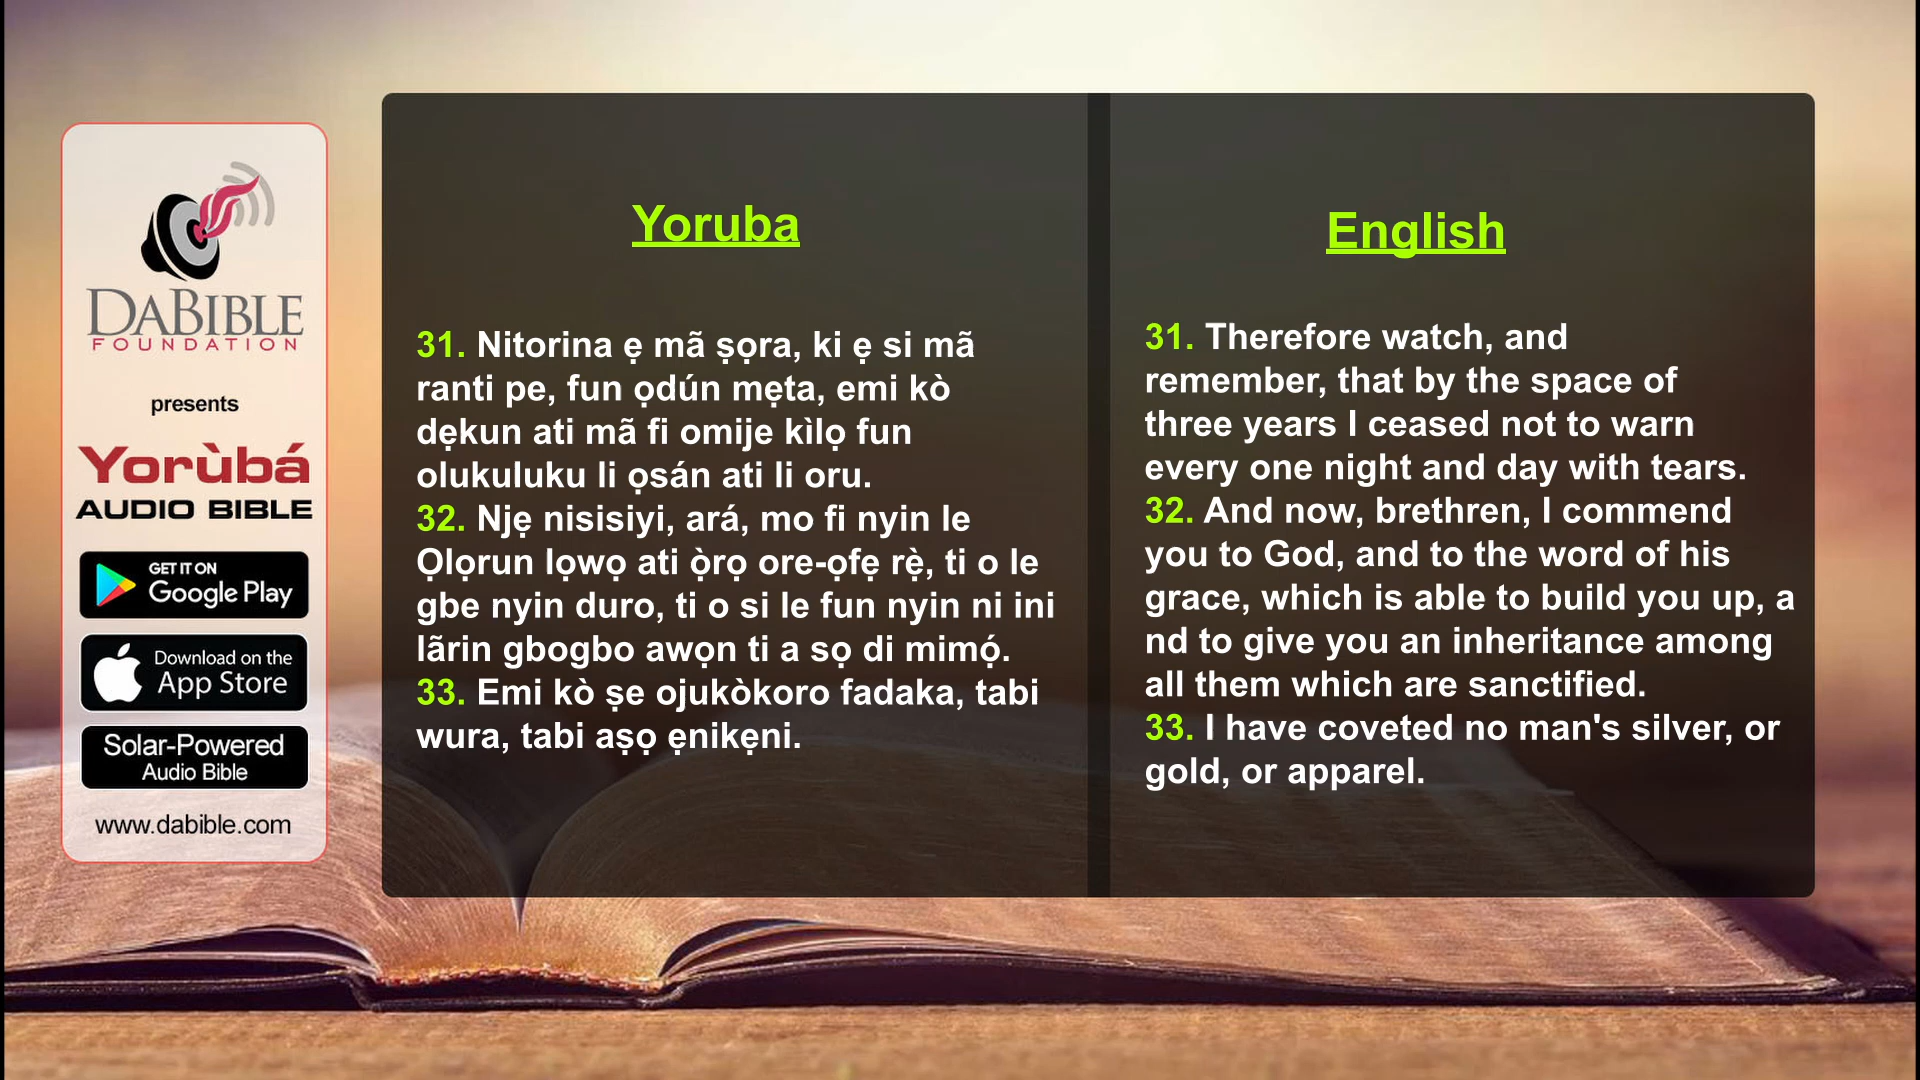 DABIBLE
FOUNDATION
presents
Yorùbá
AUDIO BIBLE
GET IT ON
Google Play
Download on the
App Store
Solar-Powered
Audio Bible
www.dabible.com
Yoruba
31. Nitorina ẹ mã ṣọra, ki ẹ si mã
ranti pe, fun ọdún mẹta, emi kò
dẹkun ati mã fi omije kìlọ fun
olukuluku li ọsán ati li oru.
32. Njẹ nisisiyi, ará, mo fi nyin le
Ọlọrun lọwọ ati ọ̀rọ ore-ọfẹ rẹ̀, ti o le
gbe nyin duro, ti o si le fun nyin ni ini
lãrin gbogbo awọn ti a sọ di mimọ́.
33. Emi kò ṣe ojukòkoro fadaka, tabi
wura, tabi aṣọ ẹnikẹni.
English
31. Therefore watch, and
remember, that by the space of
three years I ceased not to warn
every one night and day with tears.
32. And now, brethren, I commend
you to God, and to the word of his
grace, which is able to build you up, a
nd to give you an inheritance among
all them which are sanctified.
33. I have coveted no man's silver, or
gold, or apparel.